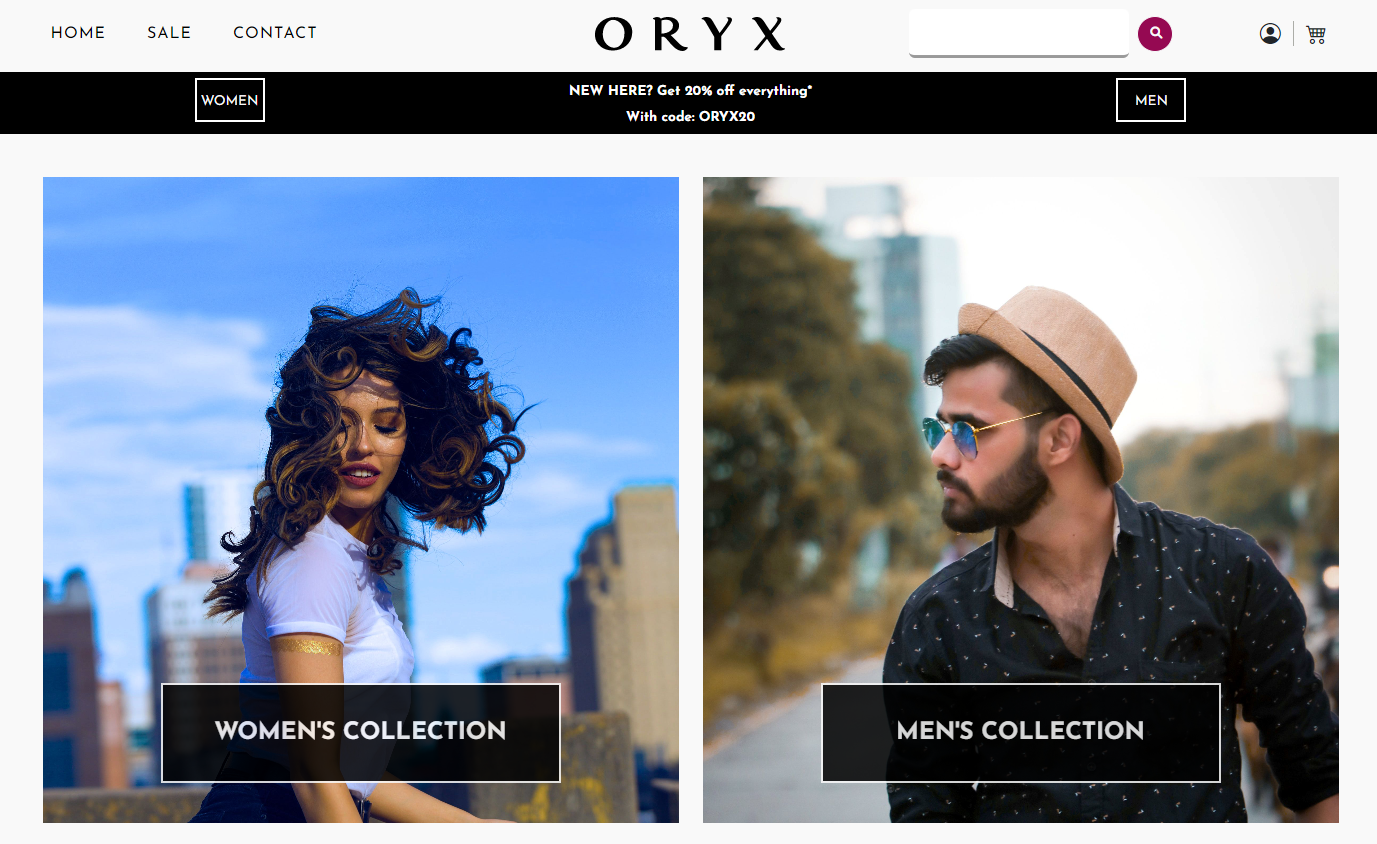 HOME SALE CONTACT ORYX
WOMEN
NEW HERE? Get 20% off everything*
With code: ORYX20
MEN
WOMEN'S COLLECTION
MEN'S COLLECTION